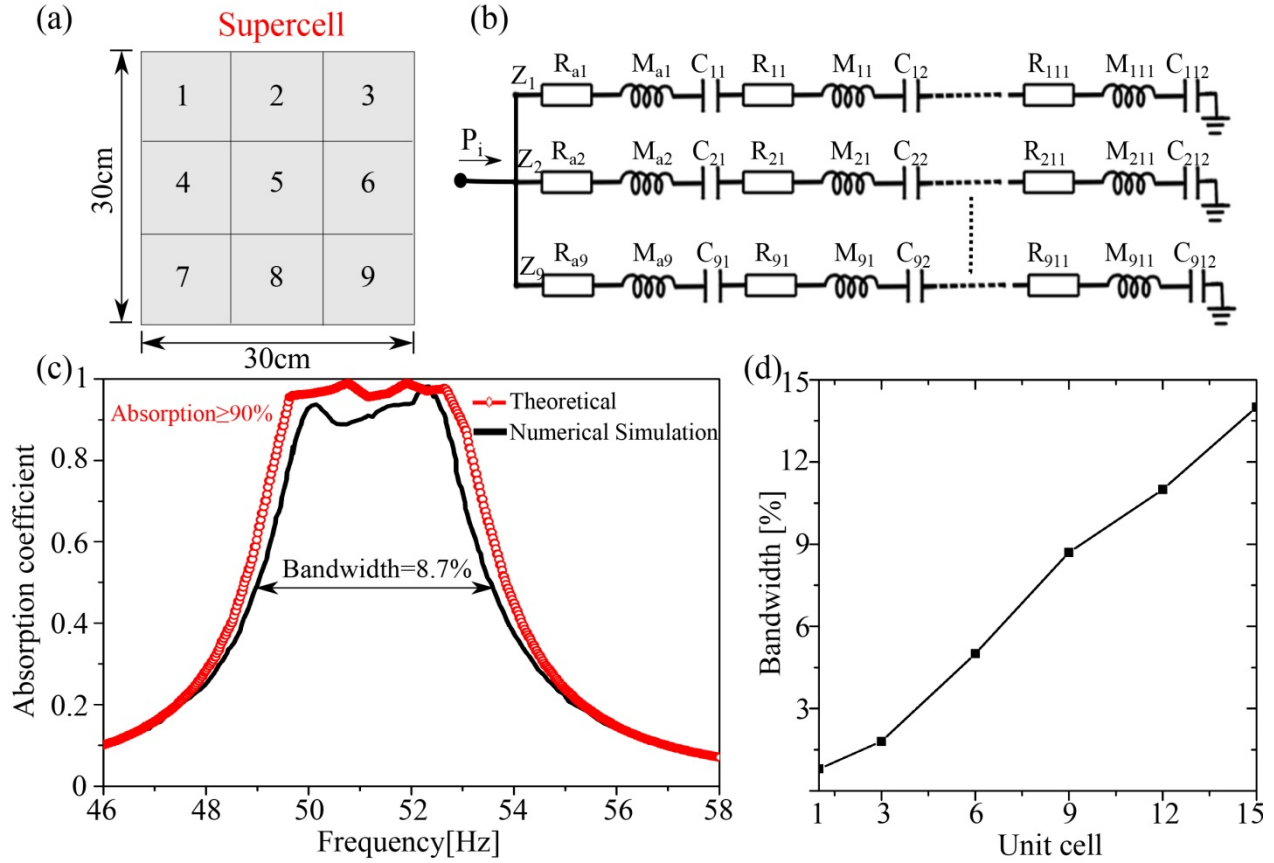 (a)
Supercell
30cm
1 2 3
4 5 6
7 8 9
30cm
(b)
Pi
Z1 Ra1 Ma1 C11 R11 M11 C12 R111 M111 C112
Z2 Ra2 Ma2 C21 R21 M21 C22 R211 M211 C212
Z9 Ra9 Ma9 C91 R91 M91 C92 R911 M911 C912
(c)
Absorption≥90%
Theoretical
Numerical Simulation
Bandwidth=8.7%
Absorption coefficient
1
0.8
0.6
0.4
0.2
0
46 48 50 52 54 56 58
Frequency[Hz]
(d)
Bandwidth [%]
15
12
9
6
3
1 3 6 9 12 15
Unit cell